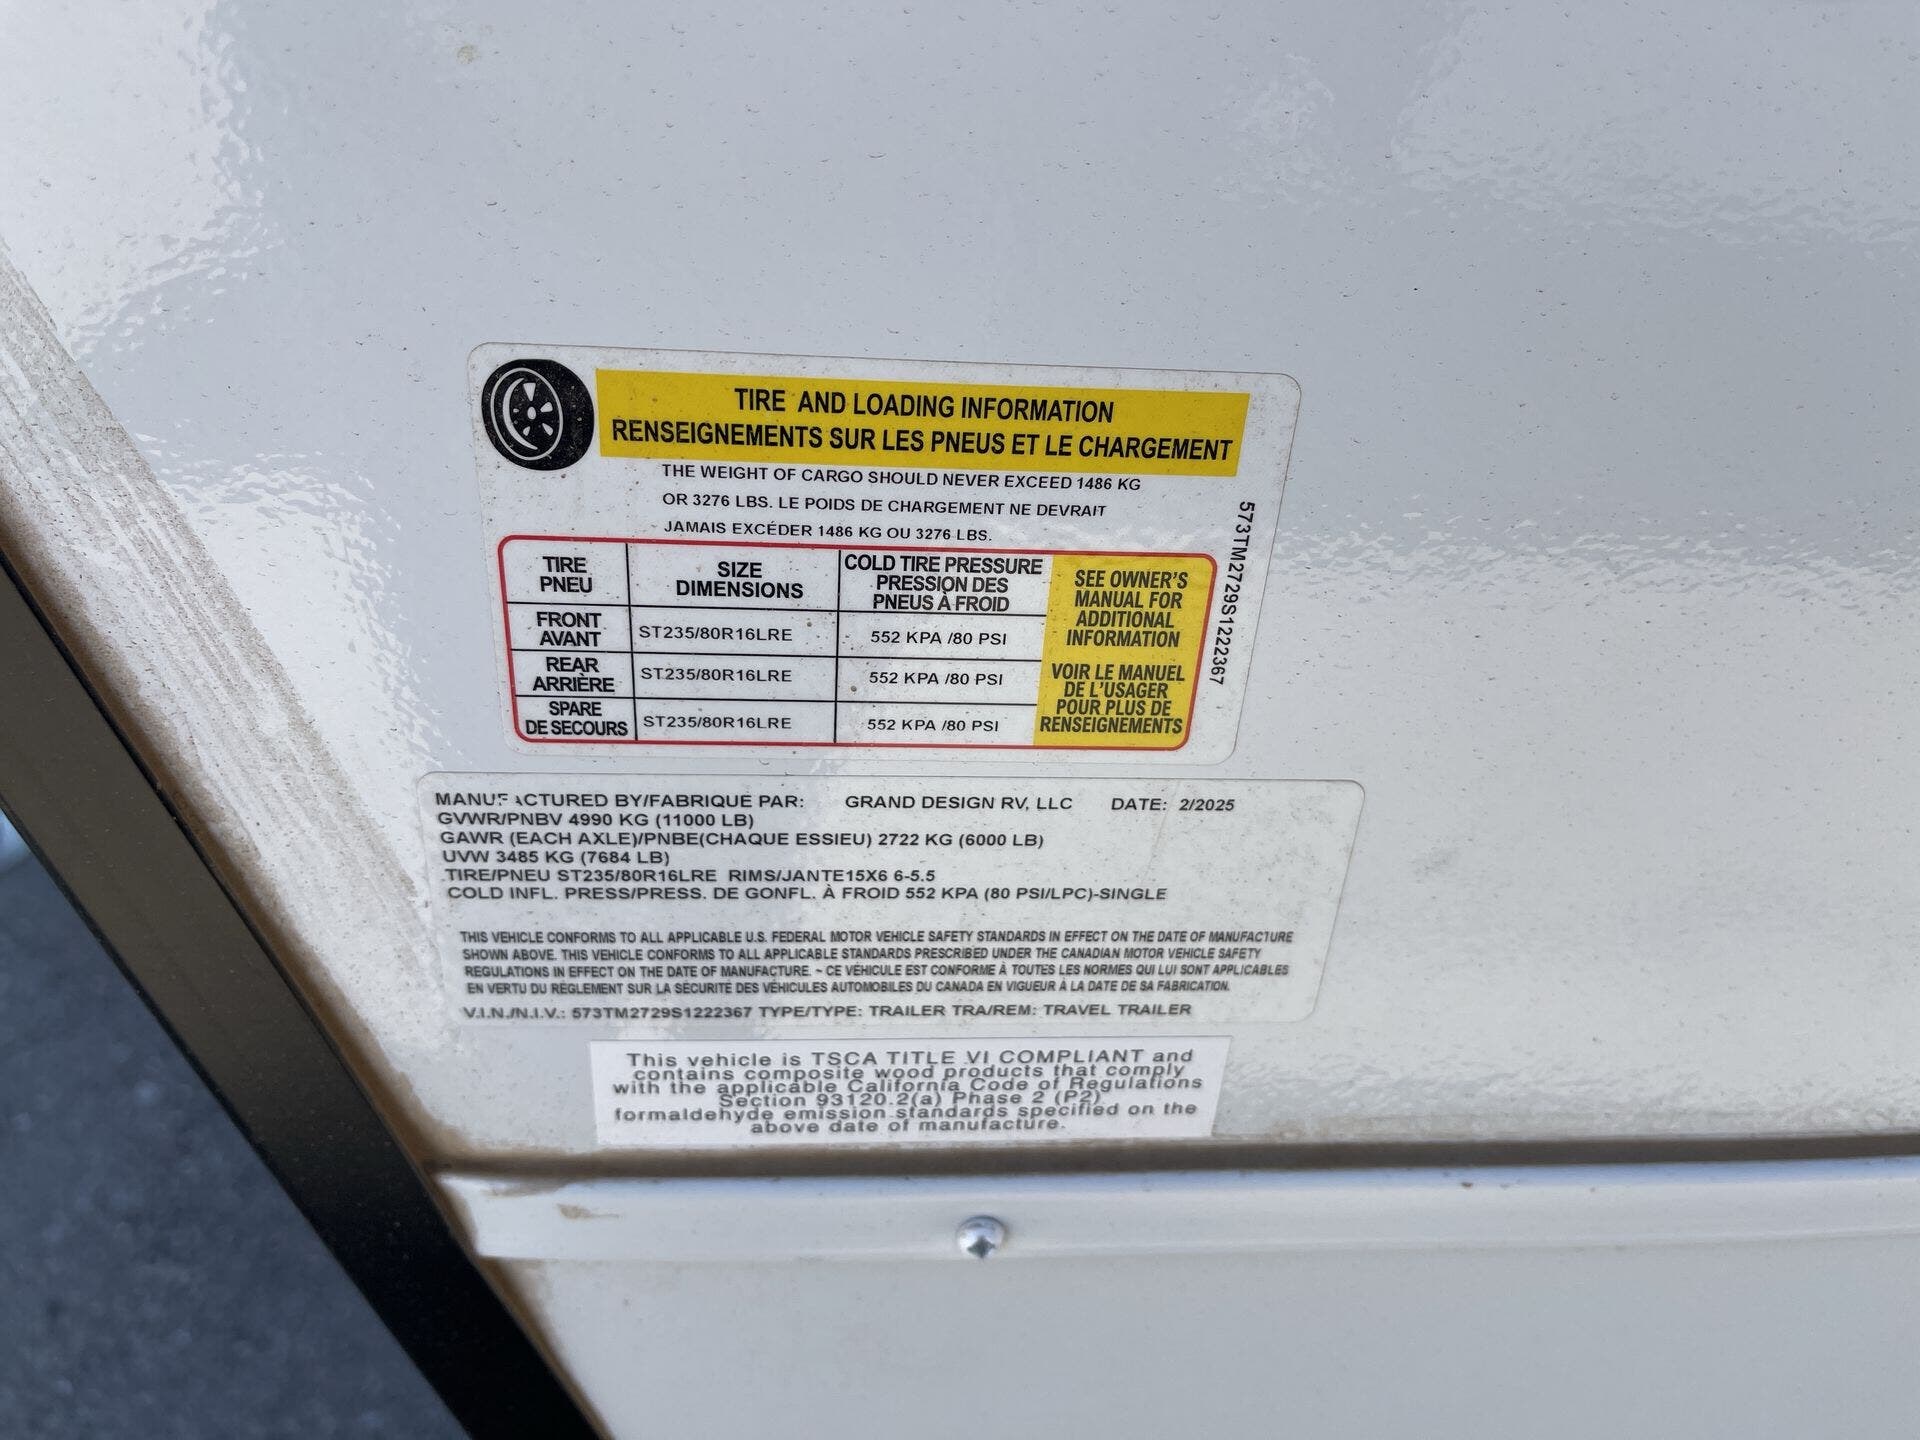 TIRE AND LOADING INFORMATION
RENSEIGNEMENTS SUR LES PNEUS ET LE CHARGEMENT
THE WEIGHT OF CARGO SHOULD NEVER EXCEED 1486 KG
OR 3276 LBS. LE POIDS DE CHARGEMENT NE DEVRAIT
JAMAIS EXCÉDER 1486 KG OU 3276 LBS.
TIRE
PNEU
SIZE
DIMENSIONS
COLD TIRE PRESSURE
PRESSION DES
PNEUS À FROID
FRONT
AVANT
ST235/80R16LRE
552 KPA /80 PSI
REAR
ARRIÈRE
ST235/80R16LRE
552 KPA /80 PSI
SPARE
DE SECOURS
ST235/80R16LRE
552 KPA /80 PSI
SEE OWNER'S
MANUAL FOR
ADDITIONAL
INFORMATION
VOIR LE MANUEL
DE L'USAGER
POUR PLUS DE
RENSEIGNEMENTS
573TM2729S1222367
MANUFACTURED BY/FABRIQUE PAR: GRAND DESIGN RV, LLC DATE: 2/2025
GVWR/PNBV 4990 KG (11000 LB)
GAWR (EACH AXLE)/PNBE(CHAQUE ESSIEU) 2722 KG (6000 LB)
UVW 3485 KG (7684 LB)
TIRE/PNEU ST235/80R16LRE RIMS/JANTE15X6 6-5.5
COLD INFL. PRESS/PRESS. DE GONFL. À FROID 552 KPA (80 PSI/LPC)-SINGLE
THIS VEHICLE CONFORMS TO ALL APPLICABLE U.S. FEDERAL MOTOR VEHICLE SAFETY STANDARDS IN EFFECT ON THE DATE OF MANUFACTURE
SHOWN ABOVE. THIS VEHICLE CONFORMS TO ALL APPLICABLE STANDARDS PRESCRIBED UNDER THE CANADIAN MOTOR VEHICLE SAFETY
REGULATIONS IN EFFECT ON THE DATE OF MANUFACTURE. ~ CE VÉHICULE EST CONFORME À TOUTES LES NORMES QUI LUI SONT APPLICABLES
EN VERTU DU RÈGLEMENT SUR LA SÉCURITÉ DES VÉHICULES AUTOMOBILES DU CANADA EN VIGUEUR À LA DATE DE SA FABRICATION.
V.I.N./N.I.V.: 573TM2729S1222367 TYPE/TYPE: TRAILER TRA/REM: TRAVEL TRAILER
This vehicle is TSCA TITLE VI COMPLIANT and
contains composite wood products that comply
with the applicable California Code of Regulations
Section 93120.2(a) Phase 2 (P2)
formaldehyde emission standards specified on the
above date of manufacture.